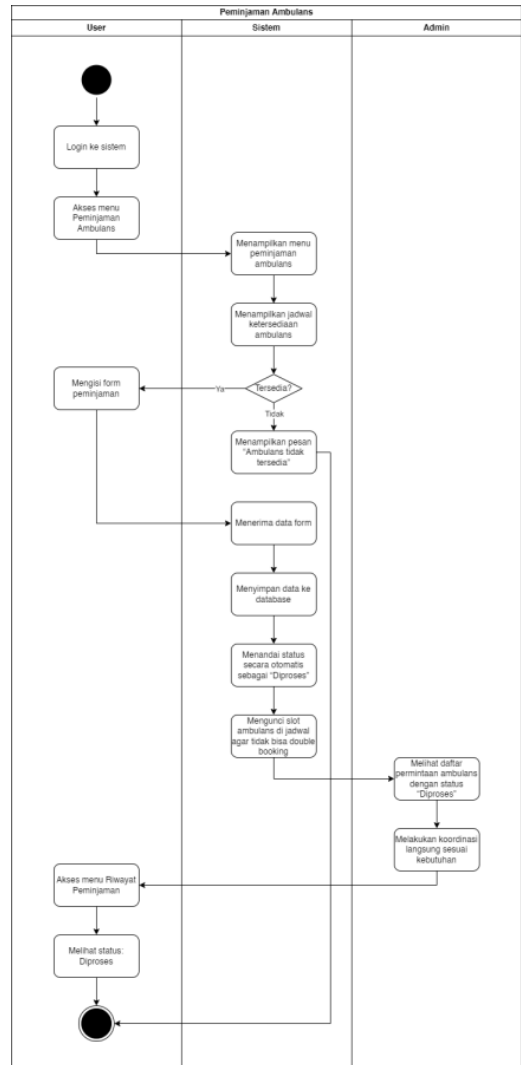 Peminjaman Ambulans
User
Sistem
Admin
Login ke sistem
Akses menu
Peminjaman
Ambulans
Menampilkan menu
peminjaman
ambulans
Menampilkan jadwal
ketersediaan
ambulans
Tersedia?
Ya
Mengisi form
peminjaman
Tidak
Menampilkan pesan
"Ambulans tidak
tersedia"
Menerima data form
Menyimpan data ke
database
Menandai status
secara otomatis
sebagai "Diproses"
Mengunci slot
ambulans di jadwal
agar tidak bisa double
booking
Melihat daftar
permintaan ambulans
dengan status
"Diproses"
Melakukan koordinasi
langsung sesuai
kebutuhan
Akses menu Riwayat
Peminjaman
Melihat status:
Diproses